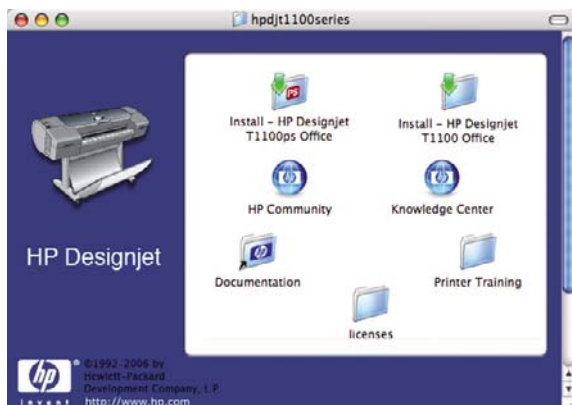 hpdjt1100series
Install – HP Designjet
T1100ps Office
Install – HP Designjet
T1100 Office
HP Community
Knowledge Center
HP Designjet
Documentation
Printer Training
licenses
hp
invent
©1992-2006 by
Hewlett-Packard
Development Company, L.P.
http://www.hp.com